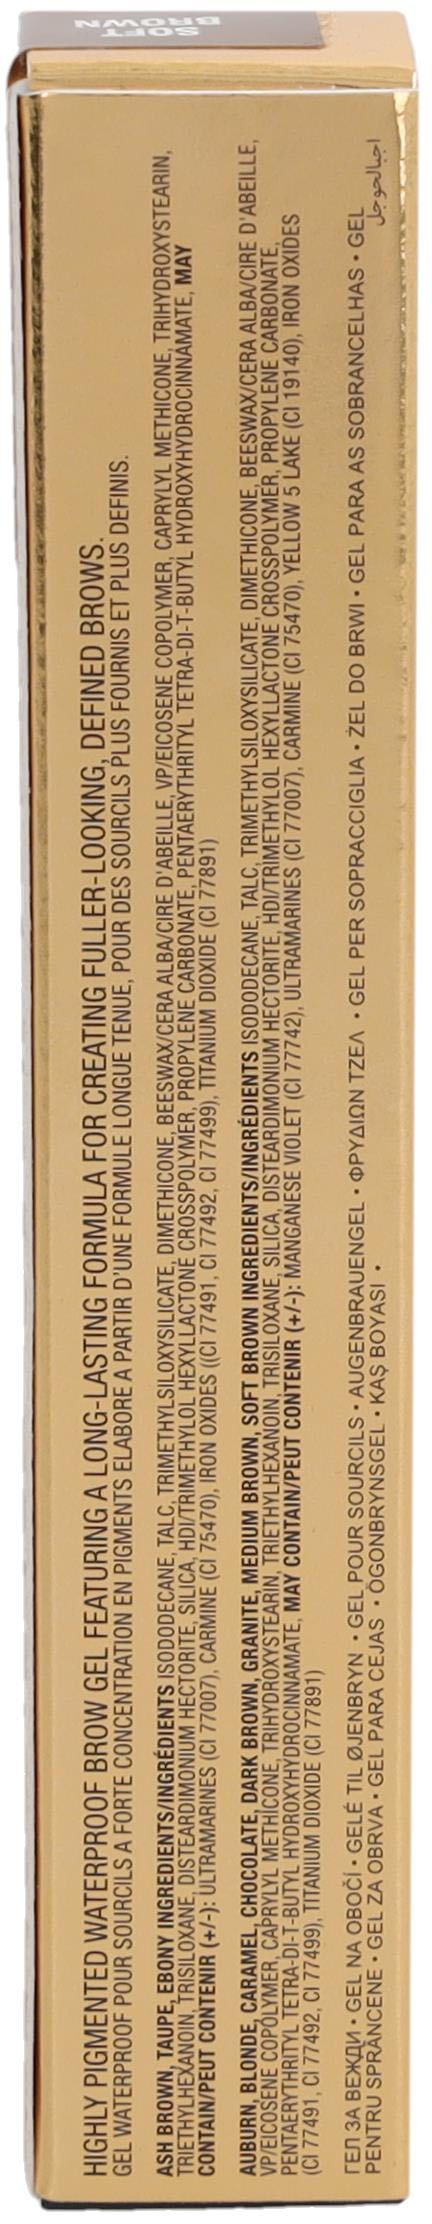 SOFT
BROWN
HIGHLY PIGMENTED WATERPROOF BROW GEL FEATURING A LONG-LASTING FORMULA FOR CREATING FULLER-LOOKING, DEFINED BROWS.
GEL WATERPROOF POUR SOURCILS A FORTE CONCENTRATION EN PIGMENTS ELABORE A PARTIR D'UNE FORMULE LONGUE TENUE, POUR DES SOURCILS PLUS FOURNIS ET PLUS DEFINIS.
ASH BROWN, TAUPE, EBONY INGREDIENTS/INGRÉDIENTS ISODODECANE, TALC, TRIMETHYLSILOXYSILICATE, DIMETHICONE, BEESWAX/CERA ALBA/CIRE D'ABEILLE, VP/EICOSENE COPOLYMER, CAPRYLYL METHICONE, TRIHYDROXYSTEARIN,
TRIETHYLHEXANOIN, TRISILOXANE, DISTEARDIMONIUM HECTORITE, SILICA, HDI/TRIMETHYLOL HEXYLLACTONE CROSSPOLYMER, PROPYLENE CARBONATE, PENTAERYTHRITYL TETRA-DI-T-BUTYL HYDROXYHYDROCINNAMATE, MAY
CONTAIN/PEUT CONTENIR (+/-): ULTRAMARINES (CI 77007), CARMINE (CI 75470), IRON OXIDES ((CI 77491, CI 77492, CI 77499), TITANIUM DIOXIDE (CI 77891)
AUBURN, BLONDE, CARAMEL, CHOCOLATE, DARK BROWN, GRANITE, MEDIUM BROWN, SOFT BROWN INGREDIENTS/INGRÉDIENTS ISODODECANE, TALC, TRIMETHYLSILOXYSILICATE, DIMETHICONE, BEESWAX/CERA ALBA/CIRE D'ABEILLE,
VP/EICOSENE COPOLYMER, CAPRYLYL METHICONE, TRIHYDROXYSTEARIN, TRIETHYLHEXANOIN, TRISILOXANE, SILICA, DISTEARDIMONIUM HECTORITE, HDI/TRIMETHYLOL HEXYLLACTONE CROSSPOLYMER, PROPYLENE CARBONATE,
PENTAERYTHRITYL TETRA-DI-T-BUTYL HYDROXYHYDROCINNAMATE, MAY CONTAIN/PEUT CONTENIR (+/-): MANGANESE VIOLET (CI 77742), ULTRAMARINES (CI 77007), CARMINE (CI 75470), YELLOW 5 LAKE (CI 19140), IRON OXIDES
(CI 77491, CI 77492, CI 77499), TITANIUM DIOXIDE (CI 77891)
ГЕЛ ЗА ВЕЖДИ • GEL NA OBOČÍ • GELÉ TIL ØJENBRYN • GEL POUR SOURCILS • AUGENBRAUENGEL • ΦΡΥΔΙΩΝ ΤΖΕΛ • GEL PER SOPRACCIGLIA • ŻEL DO BRWI • GEL PARA AS SOBRANCELHAS • GEL
PENTRU SPRÂNCENE • GEL ZA OBRVA • GEL PARA CEJAS • ÖGONBRYNSGEL • KAŞ BOYASI •